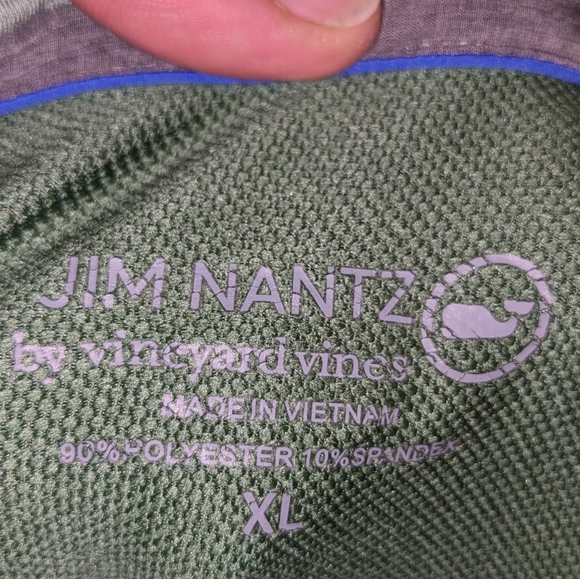 JIM NANTZ
by vineyard vines
MADE IN VIETNAM
90%POLYESTER 10%SPANDEX
XL